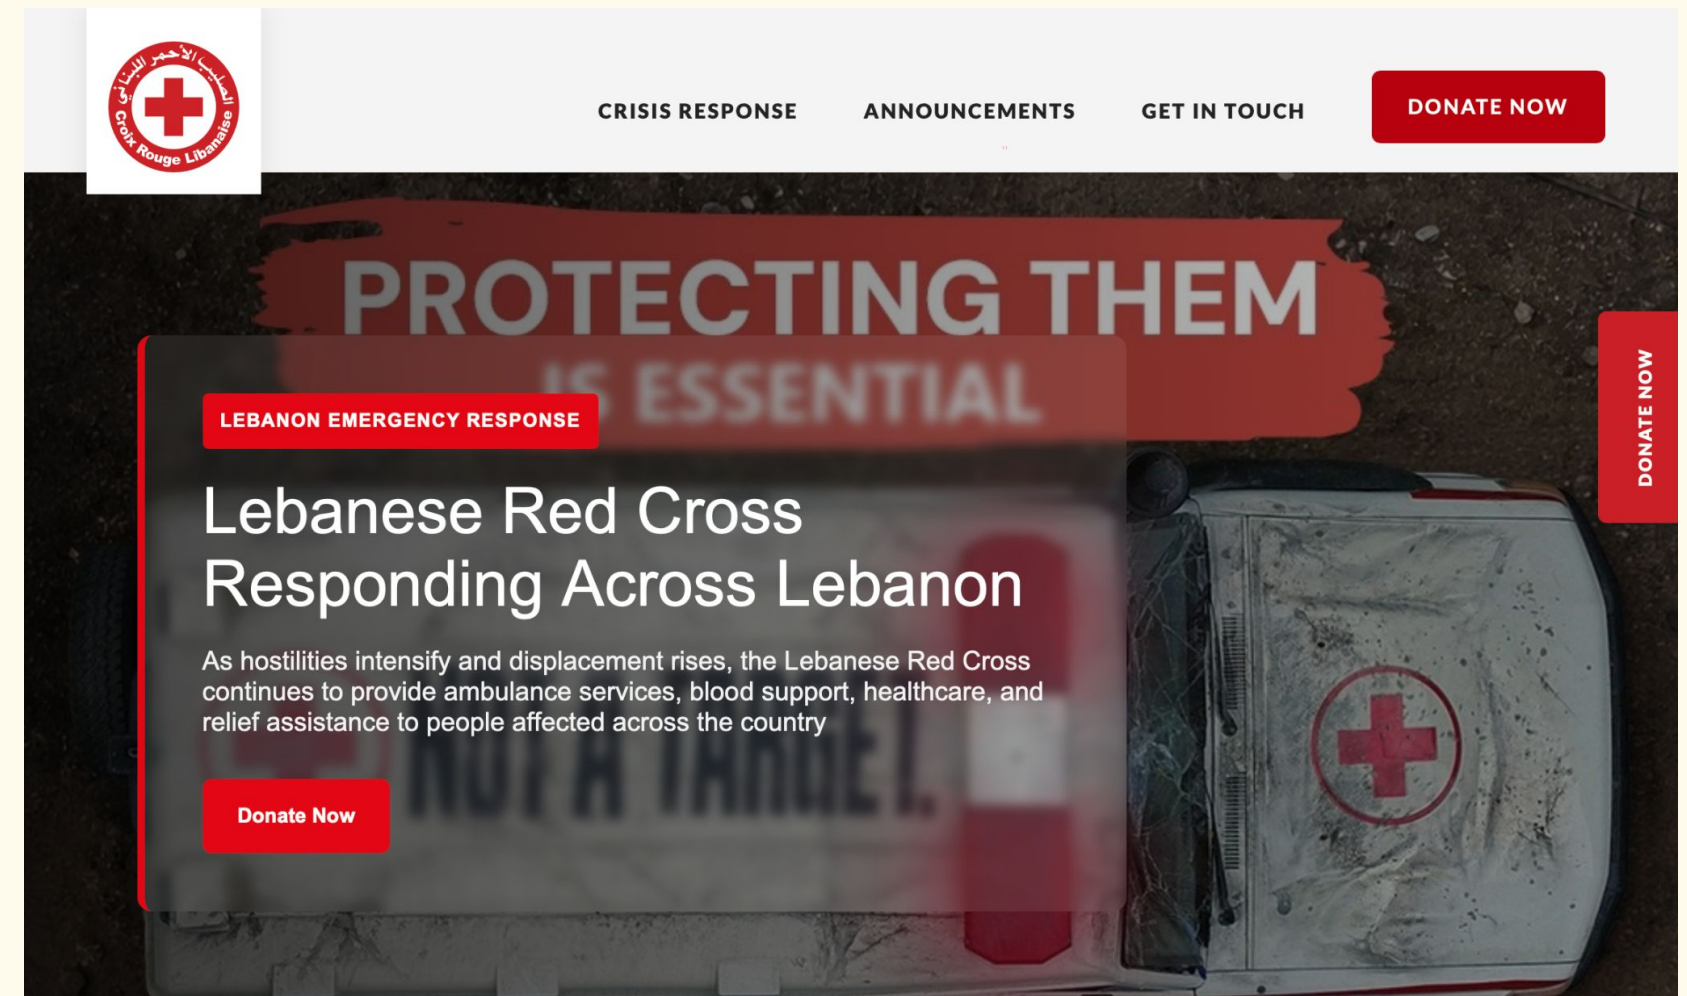 الصليب الأحمر اللبناني
Croix Rouge Libanaise
CRISIS RESPONSE
ANNOUNCEMENTS
GET IN TOUCH
DONATE NOW
PROTECTING THEM
IS ESSENTIAL
LEBANON EMERGENCY RESPONSE
Lebanese Red Cross
Responding Across Lebanon
As hostilities intensify and displacement rises, the Lebanese Red Cross
continues to provide ambulance services, blood support, healthcare, and
relief assistance to people affected across the country
NOT A TARGET.
Donate Now
DONATE NOW